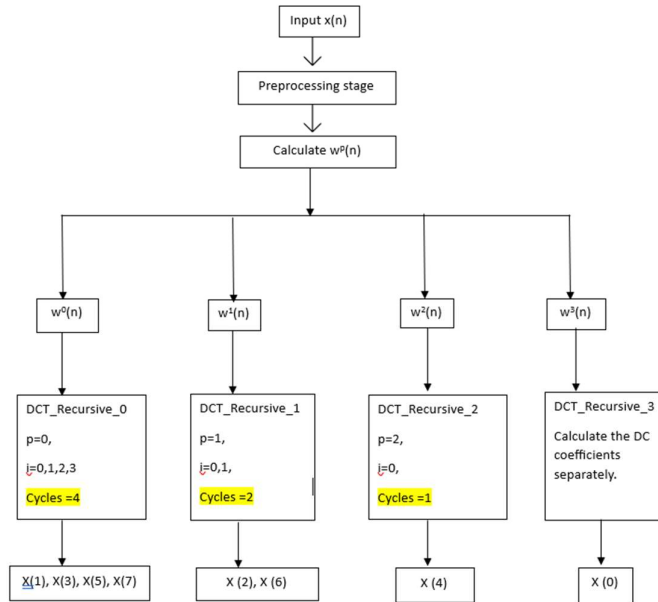 Input x(n)
Preprocessing stage
Calculate wᵖ(n)
w⁰(n)
w¹(n)
w²(n)
w³(n)
DCT_Recursive_0
p=0,
i=0,1,2,3
Cycles =4
DCT_Recursive_1
p=1,
i=0,1,
Cycles =2
DCT_Recursive_2
p=2,
i=0,
Cycles =1
DCT_Recursive_3
Calculate the DC
coefficients
separately.
X(1), X(3), X(5), X(7)
X (2), X (6)
X (4)
X (0)